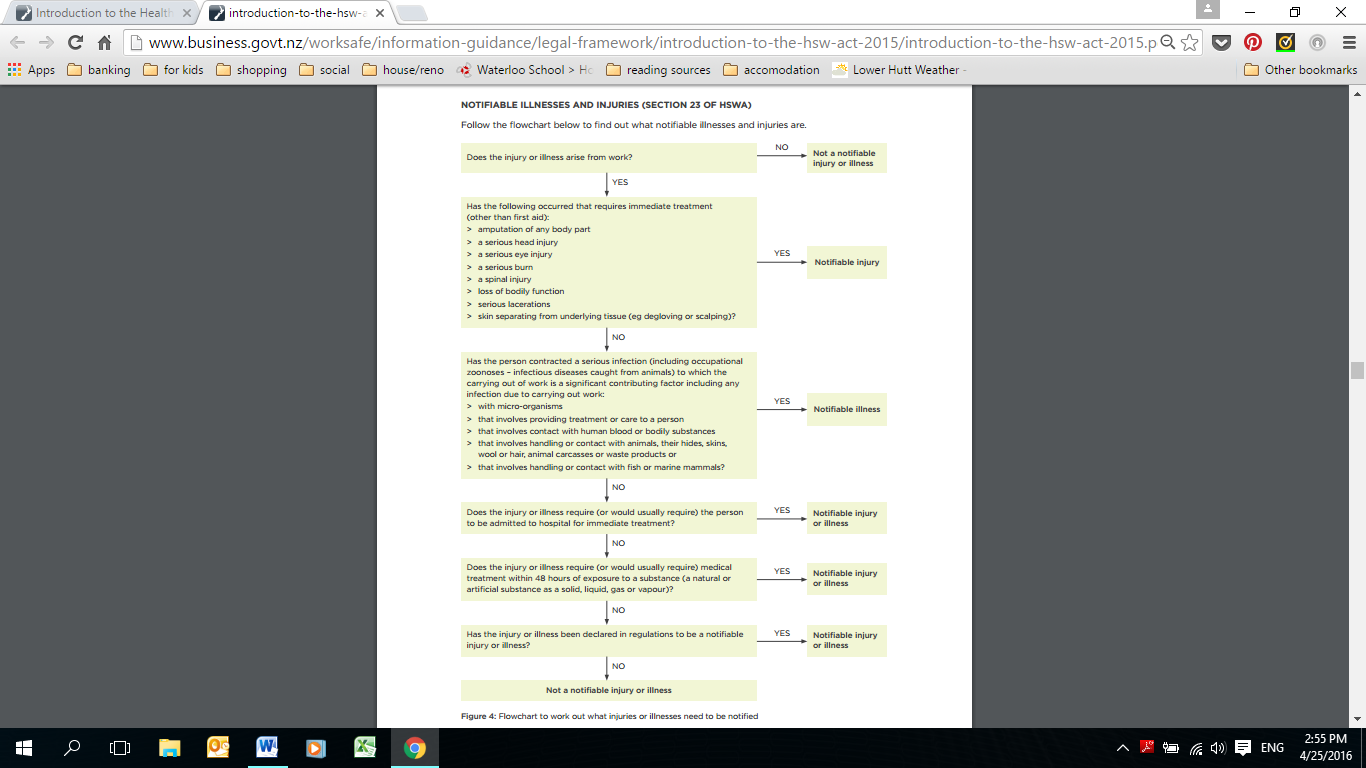 Introduction to the Health
introduction-to-the-hsw-a
www.business.govt.nz/worksafe/information-guidance/legal-framework/introduction-to-the-hsw-act-2015/introduction-to-the-hsw-act-2015.p
Apps banking for kids shopping social house/reno Waterloo School > Ho reading sources accomodation Lower Hutt Weather - Other bookmarks
NOTIFIABLE ILLNESSES AND INJURIES (SECTION 23 OF HSWA)
Follow the flowchart below to find out what notifiable illnesses and injuries are.
Does the injury or illness arise from work?
NO
Not a notifiable
injury or illness
YES
Has the following occurred that requires immediate treatment
(other than first aid):
> amputation of any body part
> a serious head injury
> a serious eye injury
> a serious burn
> a spinal injury
> loss of bodily function
> serious lacerations
> skin separating from underlying tissue (eg degloving or scalping)?
YES
Notifiable injury
NO
Has the person contracted a serious infection (including occupational
zoonoses – infectious diseases caught from animals) to which the
carrying out of work is a significant contributing factor including any
infection due to carrying out work:
> with micro-organisms
> that involves providing treatment or care to a person
> that involves contact with human blood or bodily substances
> that involves handling or contact with animals, their hides, skins,
wool or hair, animal carcasses or waste products or
> that involves handling or contact with fish or marine mammals?
YES
Notifiable illness
NO
Does the injury or illness require (or would usually require) the person
to be admitted to hospital for immediate treatment?
YES
Notifiable injury
or illness
NO
Does the injury or illness require (or would usually require) medical
treatment within 48 hours of exposure to a substance (a natural or
artificial substance as a solid, liquid, gas or vapour)?
YES
Notifiable injury
or illness
NO
Has the injury or illness been declared in regulations to be a notifiable
injury or illness?
YES
Notifiable injury
or illness
NO
Not a notifiable injury or illness
Figure 4: Flowchart to work out what injuries or illnesses need to be notified
ENG
2:55 PM
4/25/2016